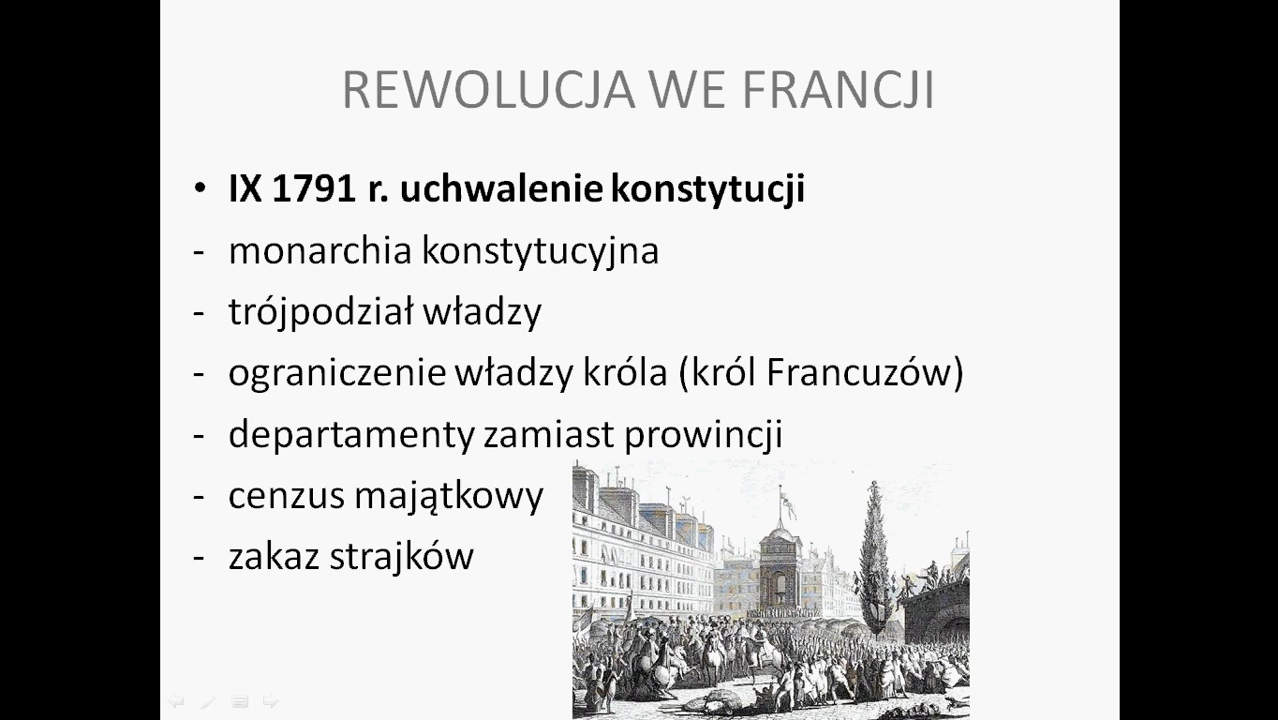 REWOLUCJA WE FRANCJI
• IX 1791 r. uchwalenie konstytucji
- monarchia konstytucyjna
- trójpodział władzy
- ograniczenie władzy króla (król Francuzów)
- departamenty zamiast prowincji
- cenzus majątkowy
- zakaz strajków